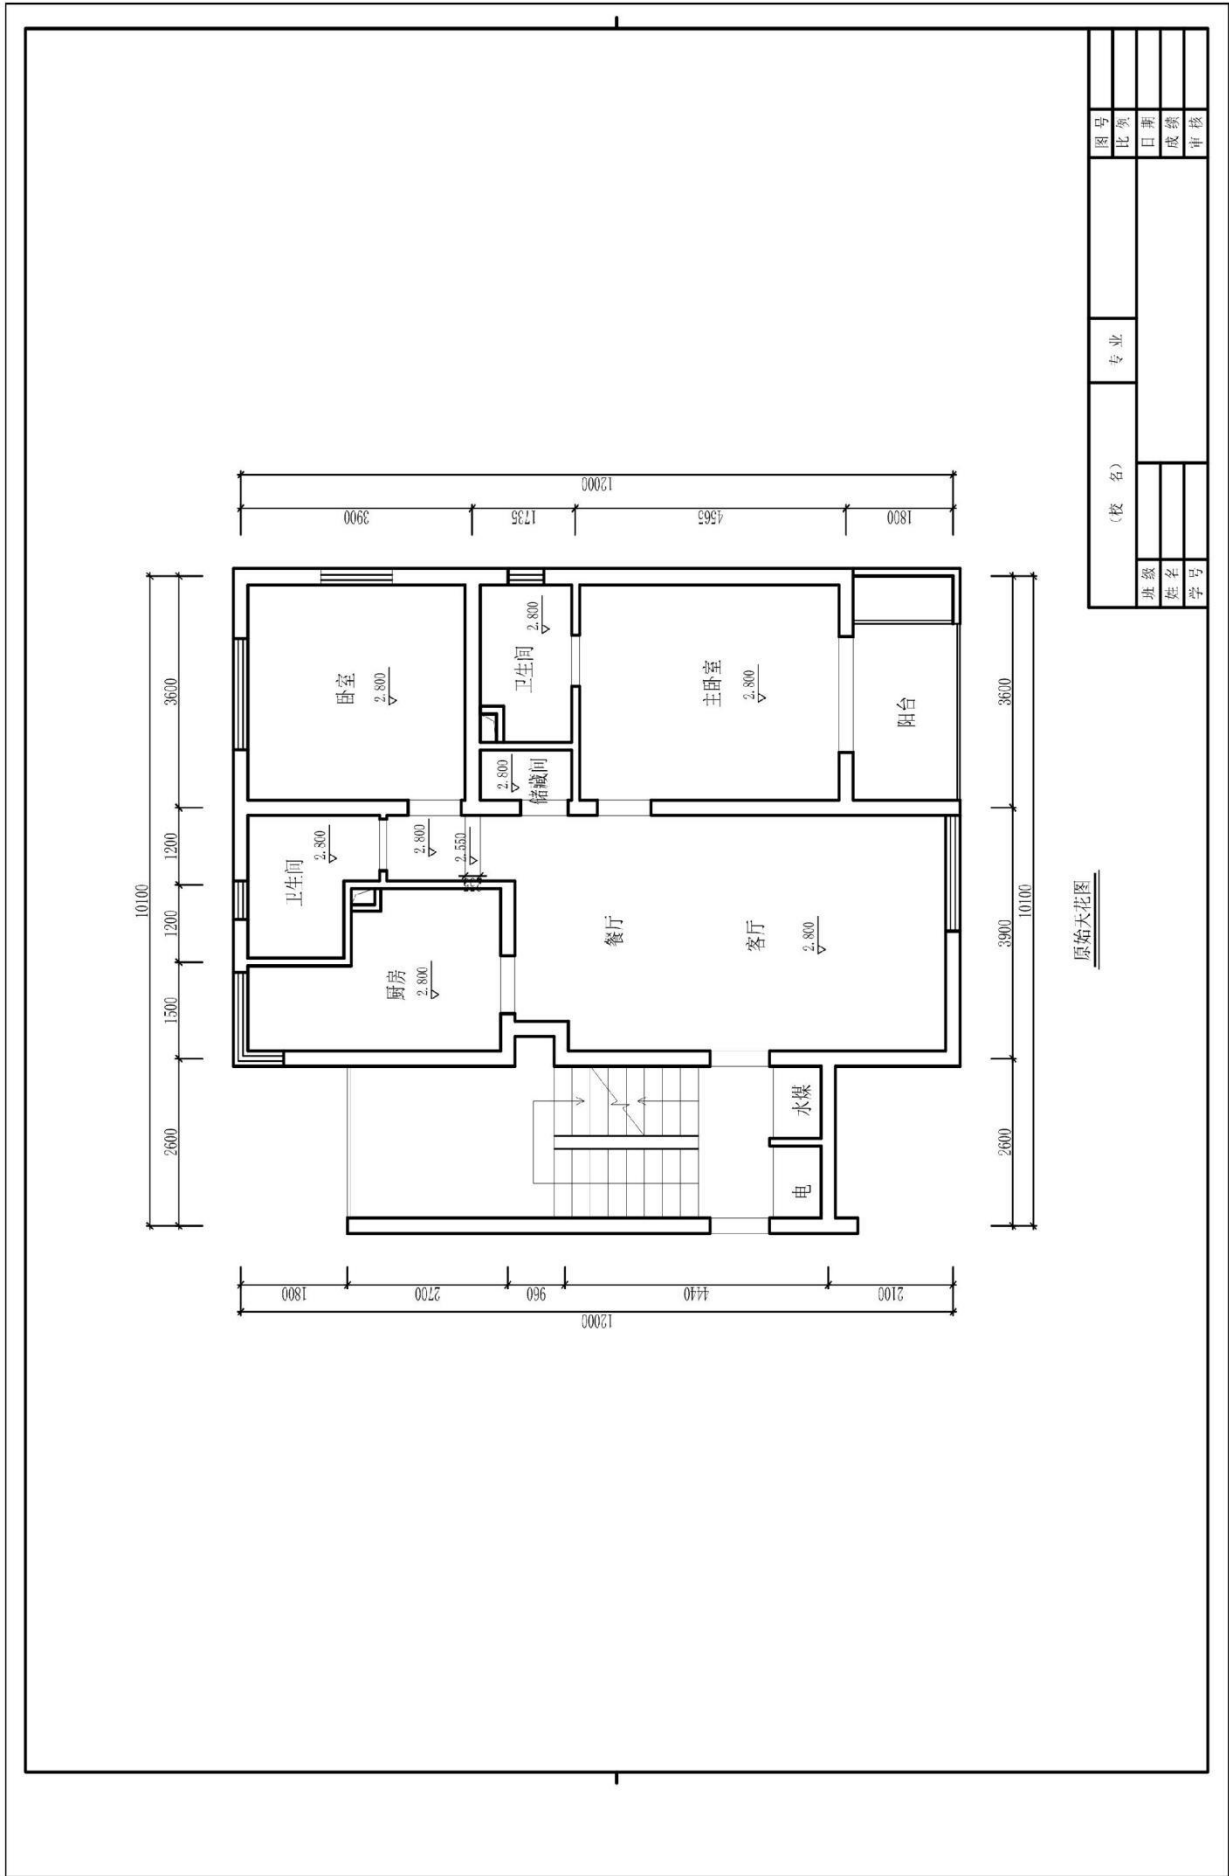 10100
2600
1500
1200
1200
3600
12000
1800
2700
960
4440
2100
卫生间
2.800
卧室
2.800
厨房
2.800
2.800
2.550
储藏间
2.800
卫生间
2.800
餐厅
主卧室
2.800
客厅
2.800
电
水煤
阳台
3900
1735
4565
1800
12000
2600
3900
3600
10100
原始天花图
(校 名)
专 业
图 号
比 例
班 级
日 期
姓 名
成 绩
学 号
审 核